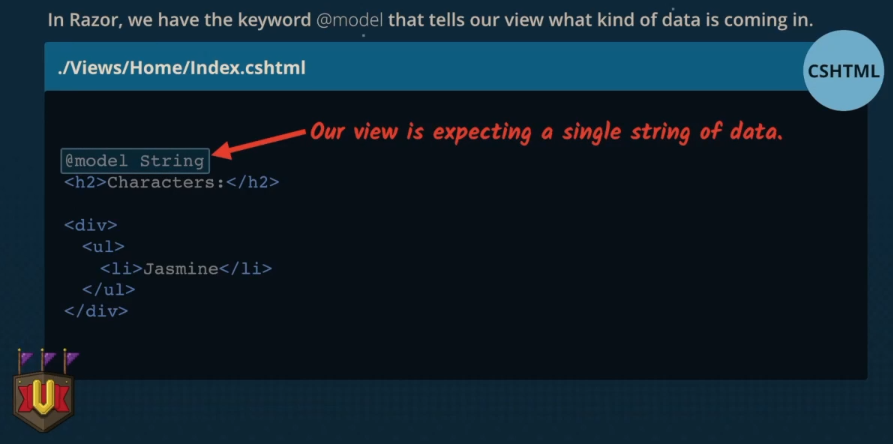 In Razor, we have the keyword @model that tells our view what kind of data is coming in.
./Views/Home/Index.cshtml
CSHTML
Our view is expecting a single string of data.
@model String
<h2>Characters:</h2>
<div>
<ul>
<li>Jasmine</li>
</ul>
</div>
V